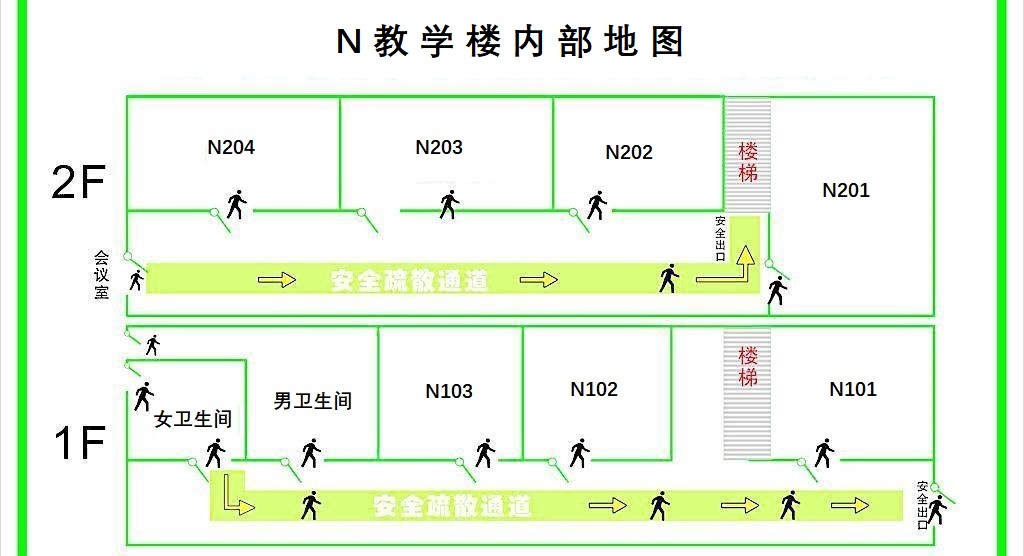 N教学楼内部地图
2F
N204
N203
N202
楼梯
N201
安全出口
会议室
安全疏散通道
1F
女卫生间
男卫生间
N103
N102
楼梯
N101
安全疏散通道
安全出口